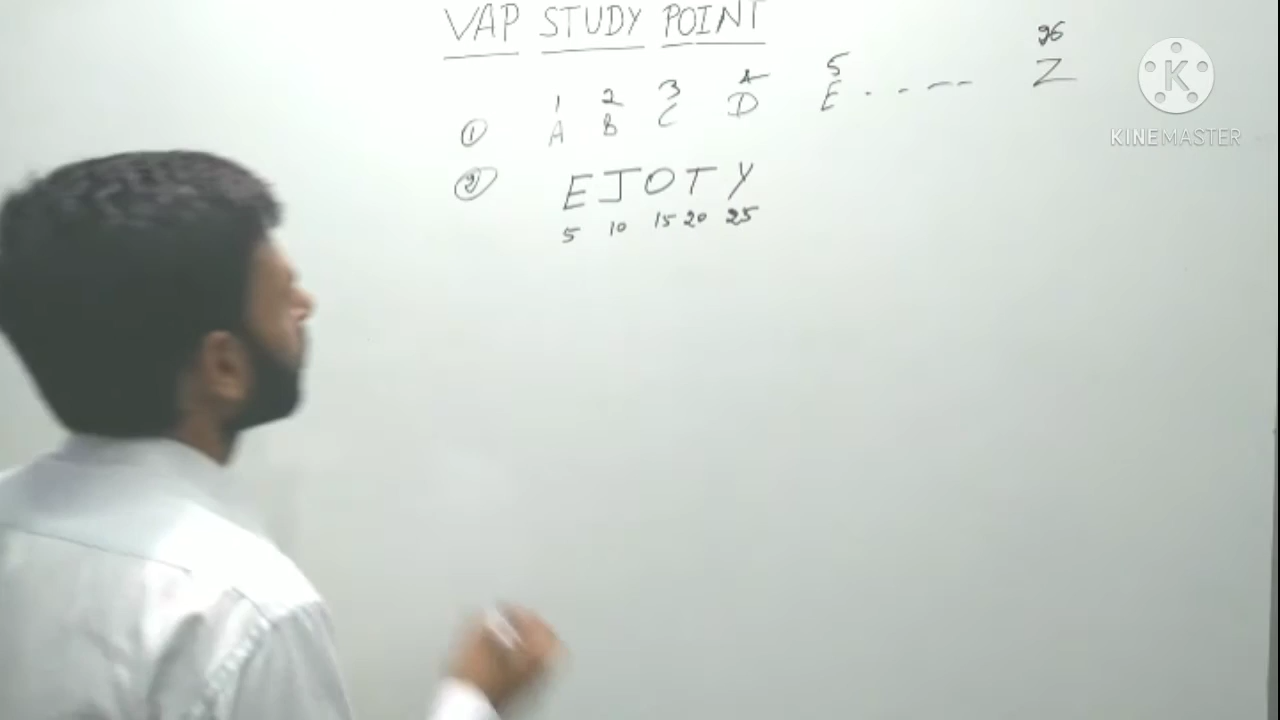 VAP STUDY POINT
1 2 3 4 5 26
① A B C D E . - - - - Z
② E J O T Y
5 10 15 20 25
K
KINEMASTER